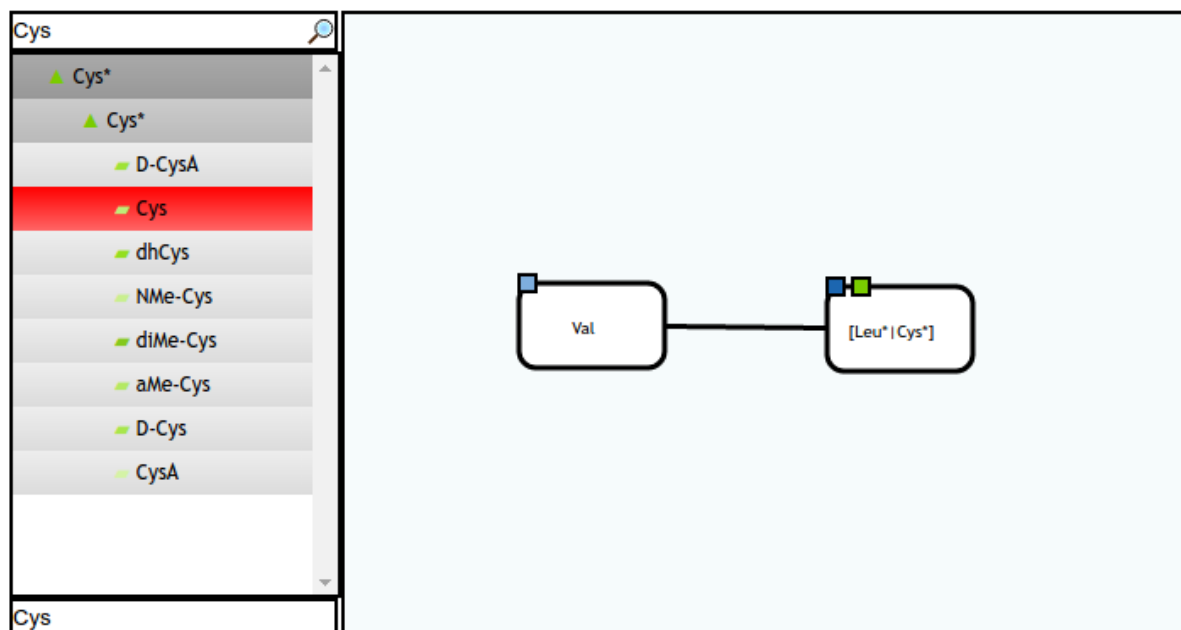 Cys
Cys*
Cys*
D-CysA
Cys
dhCys
NMe-Cys
diMe-Cys
aMe-Cys
D-Cys
CysA
Cys
Val
[Leu*|Cys*]